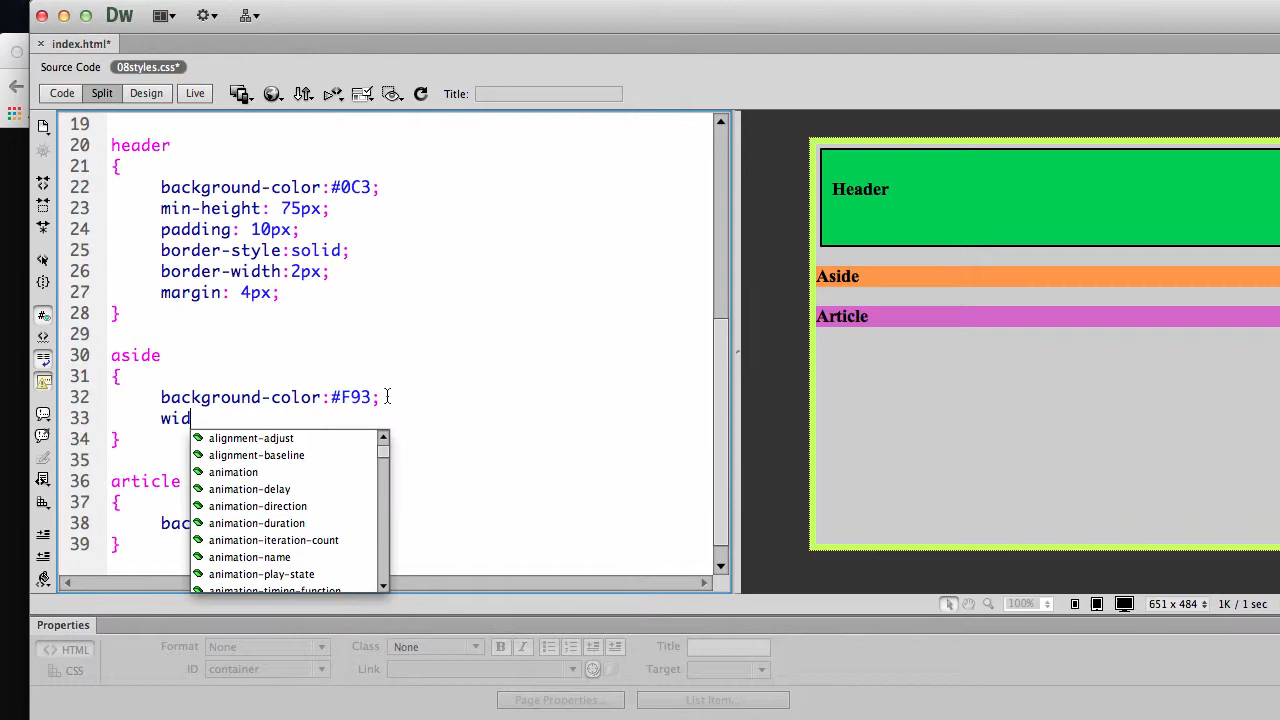 Dw
index.html*
Source Code 08styles.css*
Code Split Design Live Title:
19
20 header
21 {
22 background-color:#0C3;
23 min-height: 75px;
24 padding: 10px;
25 border-style:solid;
26 border-width:2px;
27 margin: 4px;
28 }
29
30 aside
31 {
32 background-color:#F93;
33 wid
34 }
35
36 article
37 {
38 bac
39 }
alignment-adjust
alignment-baseline
animation
animation-delay
animation-direction
animation-duration
animation-iteration-count
animation-name
animation-play-state
animation-timing-function
Header
Aside
Article
100% 651 x 484 1K / 1 sec
Properties
<> HTML Format None Class None B I Title
CSS ID container Link Target
Page Properties... List Item...